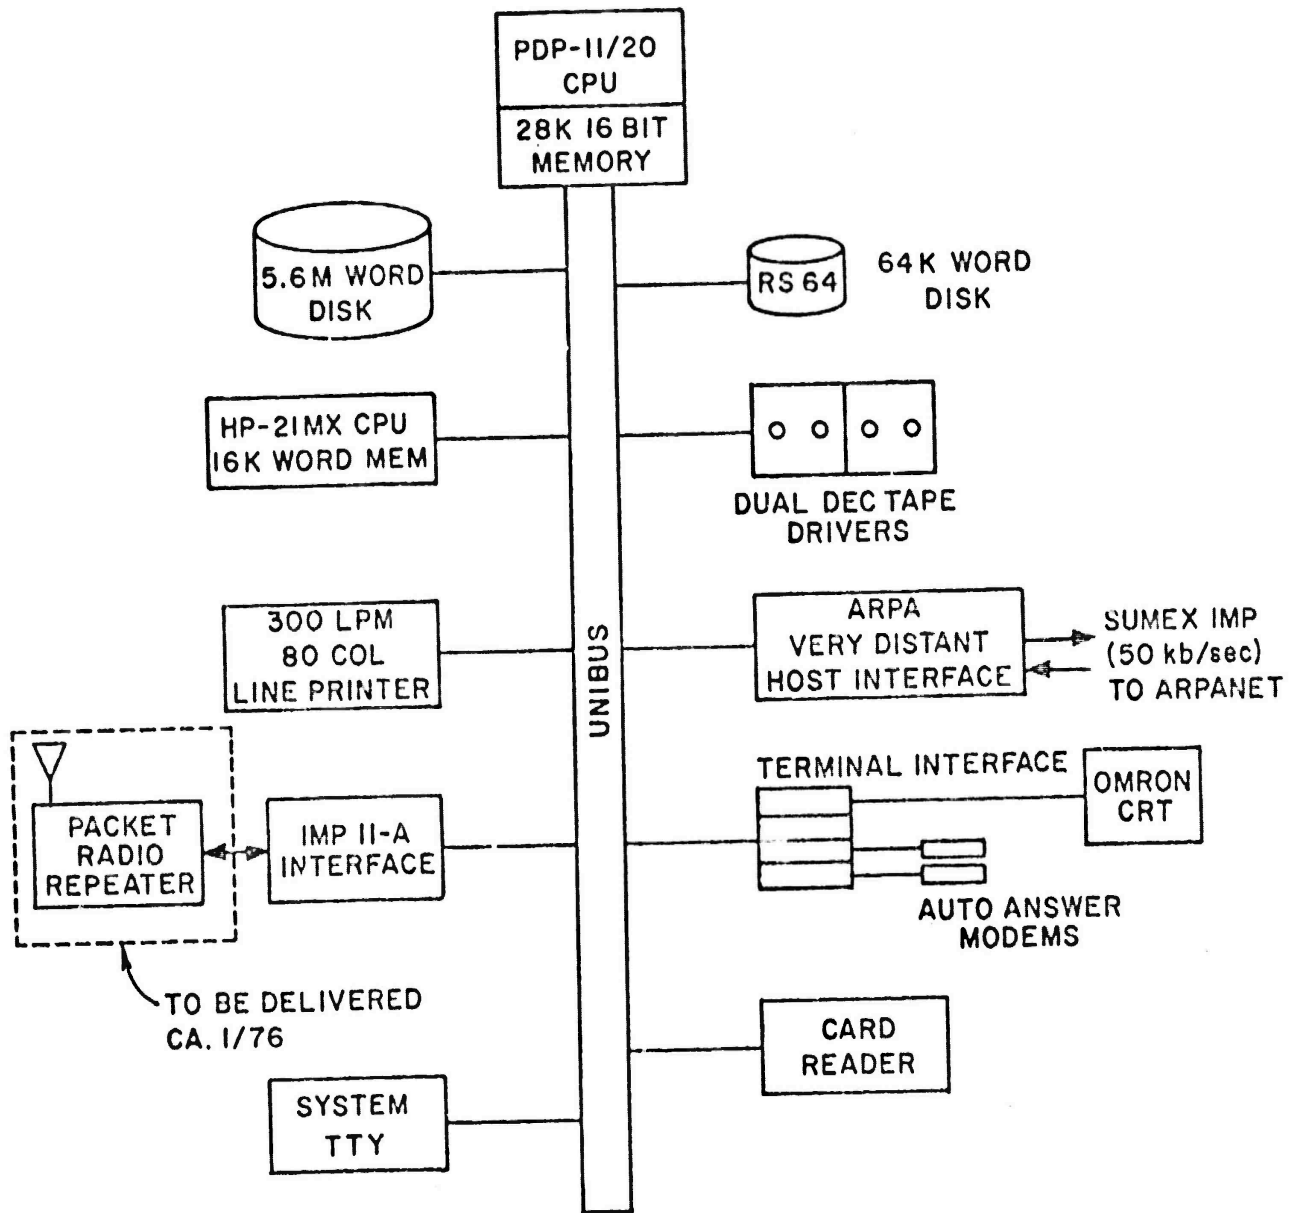 PDP-11/20
CPU
28K 16 BIT
MEMORY
5.6M WORD
DISK
RS 64
64K WORD
DISK
HP-21MX CPU
16K WORD MEM
DUAL DEC TAPE
DRIVERS
300 LPM
80 COL
LINE PRINTER
UNIBUS
ARPA
VERY DISTANT
HOST INTERFACE
SUMEX IMP
(50 kb/sec)
TO ARPANET
PACKET
RADIO
REPEATER
IMP 11-A
INTERFACE
TERMINAL INTERFACE
OMRON
CRT
AUTO ANSWER
MODEMS
TO BE DELIVERED
CA. 1/76
CARD
READER
SYSTEM
TTY